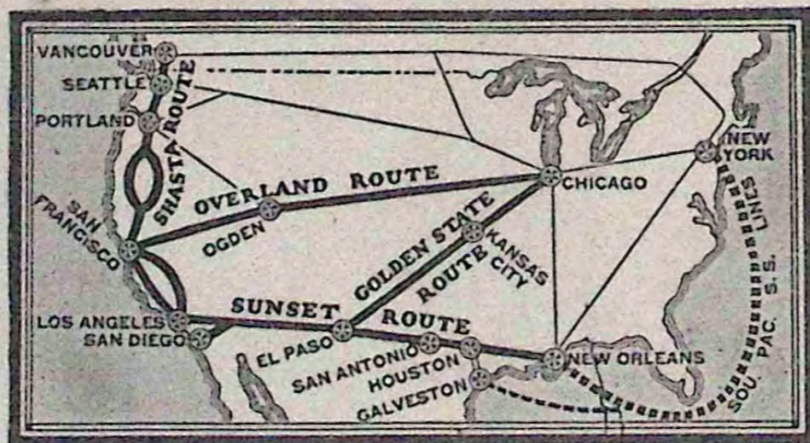 VANCOUVER
SEATTLE
PORTLAND
SHASTA ROUTE
SAN
FRANCISCO
OVERLAND ROUTE
OGDEN
CHICAGO
NEW
YORK
GOLDEN STATE
ROUTE
KANSAS
CITY
LOS ANGELES
SAN DIEGO
SUNSET ROUTE
EL PASO
SAN ANTONIO
HOUSTON
GALVESTON
NEW ORLEANS
SOU. PAC. S.S. LINES